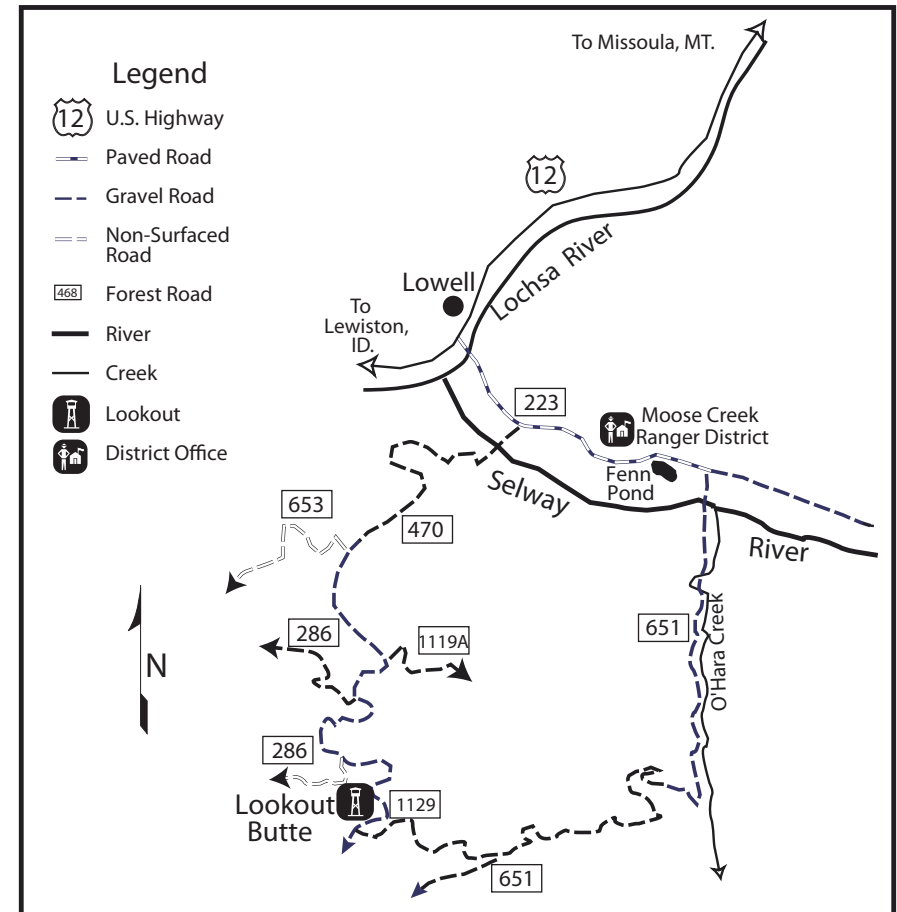 To Missoula, MT.
Legend
12 U.S. Highway
Paved Road
Gravel Road
Non-Surfaced
Road
468 Forest Road
River
Creek
Lookout
District Office
12
Lochsa River
Lowell
To
Lewiston,
ID.
223
Moose Creek
Ranger District
Fenn
Pond
Selway
River
653
470
286
1119A
651
O'Hara Creek
N
286
Lookout
Butte
1129
651